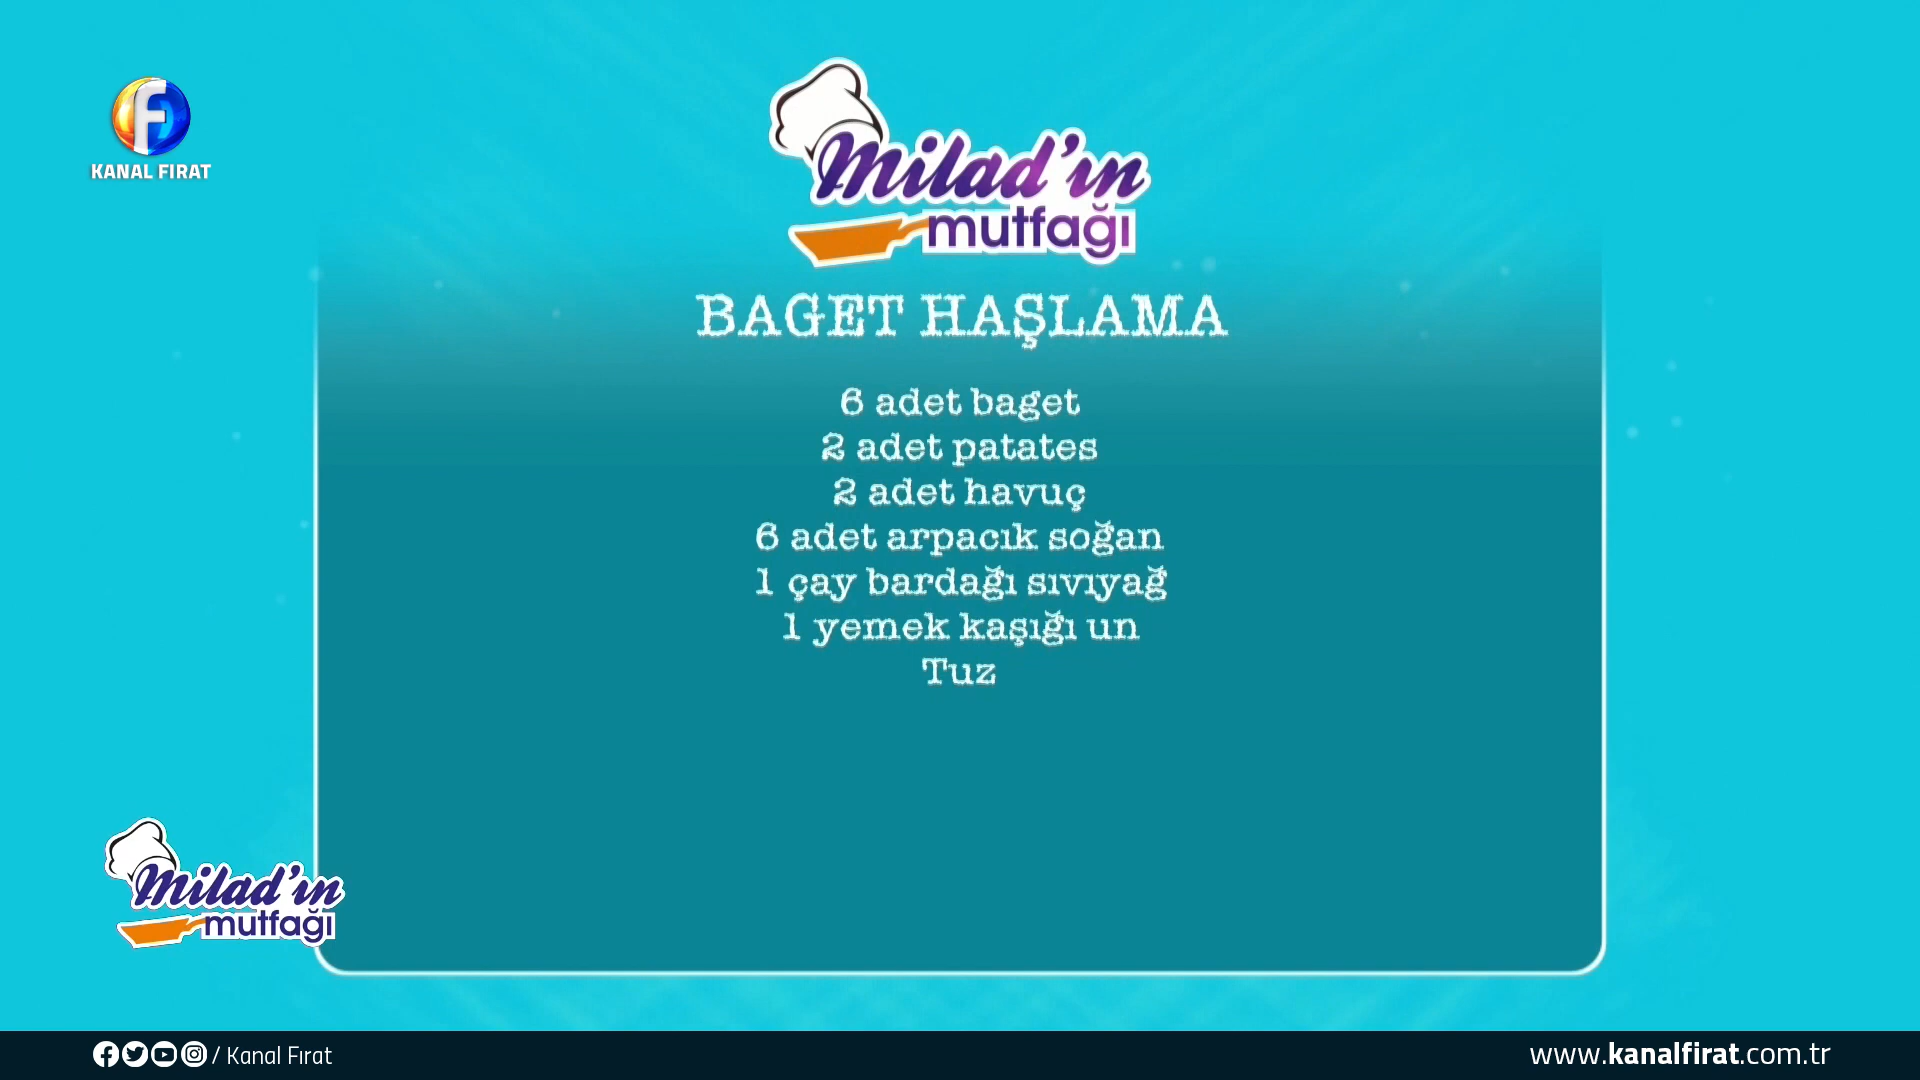 KANAL FIRAT
Milad'ın
mutfağı
BAGET HAŞLAMA
6 adet baget
2 adet patates
2 adet havuç
6 adet arpacık soğan
1 çay bardağı sıvıyağ
1 yemek kaşığı un
Tuz
Milad'ın
mutfağı
/ Kanal Fırat
www.kanalfirat.com.tr